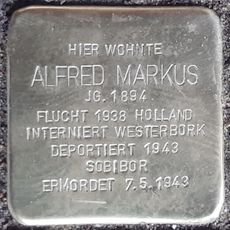 HIER WOHNTE
ALFRED MARKUS
JG. 1894
FLUCHT 1938 HOLLAND
INTERNIERT WESTERBORK
DEPORTIERT 1943
SOBIBOR
ERMORDET 7.5.1943